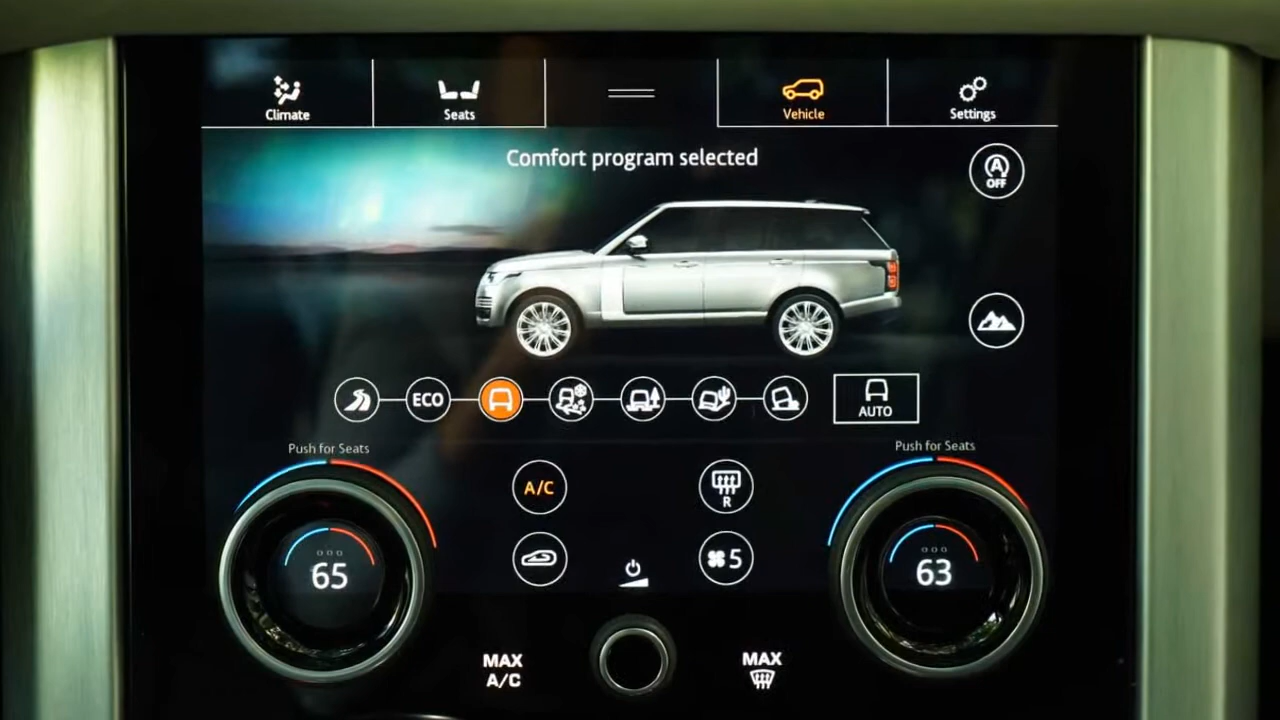 Climate
Seats
Vehicle
Settings
Comfort program selected
A
OFF
ECO
AUTO
Push for Seats
Push for Seats
A/C
R
65
5
63
MAX
A/C
MAX